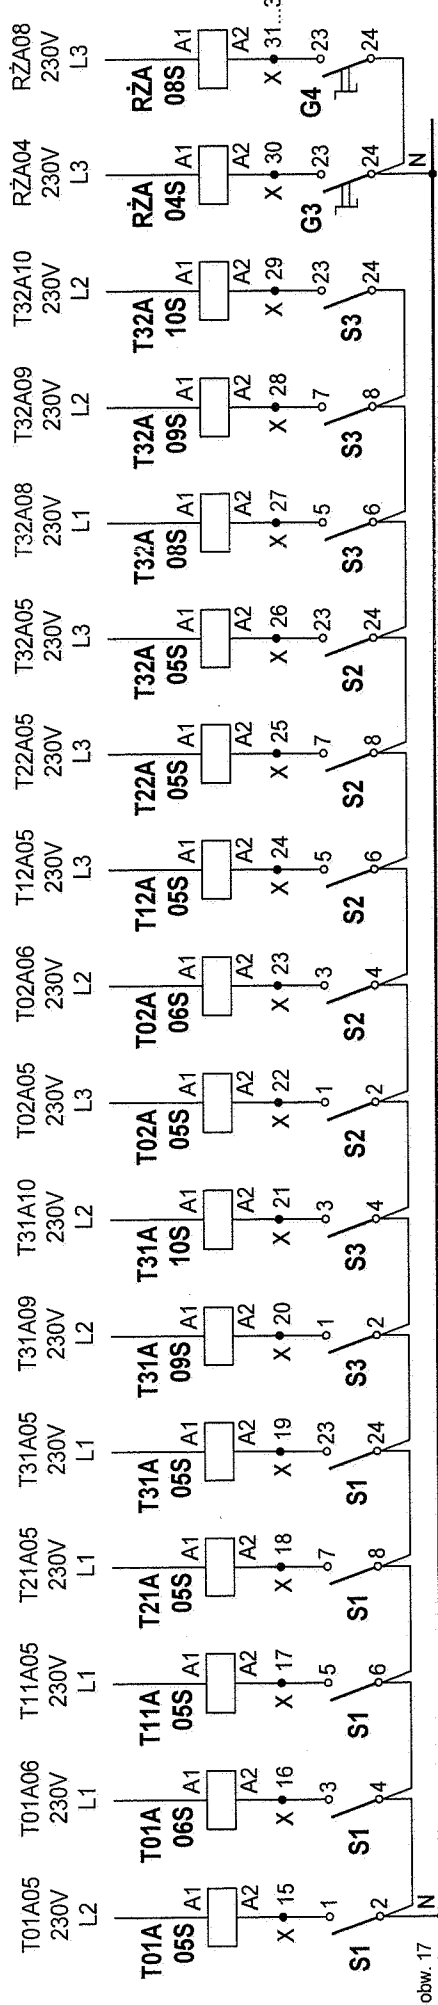 T01A05 T01A06 T11A05 T21A05 T31A05 T31A09 T31A10 T02A05 T02A06 T12A05 T22A05 T32A05 T32A08 T32A09 T32A10 RŻA04 RŻA08
230V 230V 230V 230V 230V 230V 230V 230V 230V 230V 230V 230V 230V 230V 230V 230V 230V
L2 L1 L1 L1 L1 L2 L2 L3 L2 L3 L3 L3 L1 L2 L2 L3 L3
T01A T01A T11A T21A T31A T31A T31A T02A T02A T12A T22A T32A T32A T32A T32A RŻA RŻA
05S 06S 05S 05S 05S 09S 10S 05S 06S 05S 05S 05S 08S 09S 10S 04S 08S
A1 A1 A1 A1 A1 A1 A1 A1 A1 A1 A1 A1 A1 A1 A1 A1 A1
A2 A2 A2 A2 A2 A2 A2 A2 A2 A2 A2 A2 A2 A2 A2 A2 A2
X 15 X 16 X 17 X 18 X 19 X 20 X 21 X 22 X 23 X 24 X 25 X 26 X 27 X 28 X 29 X 30 X 31...
1 3 5 7 23 1 3 1 3 5 7 23 5 7 23 23 23
S1 S1 S1 S1 S1 S3 S3 S2 S2 S2 S2 S2 S3 S3 S3 G3 G4
2 4 6 8 24 2 4 2 4 6 8 24 6 8 24 24 24
obw. 17 N N